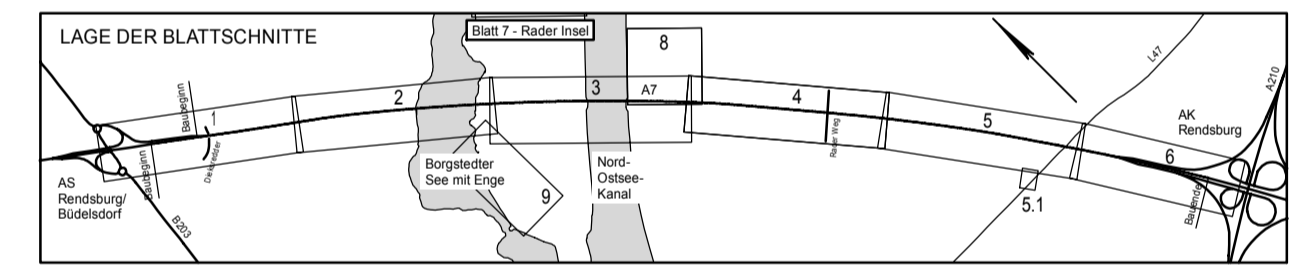 LAGE DER BLATTSCHNITTE
Blatt 7 - Rader Insel
8
L47
A210
2
3
A7
4
1
Baubeginn
Diekredder
Rader Weg
5
AK
Rendsburg
Baubeginn
Borgstedter
See mit Enge
Nord-
Ostsee-
Kanal
6
AS
Rendsburg/
Büdelsdorf
9
5.1
Bauende
B203